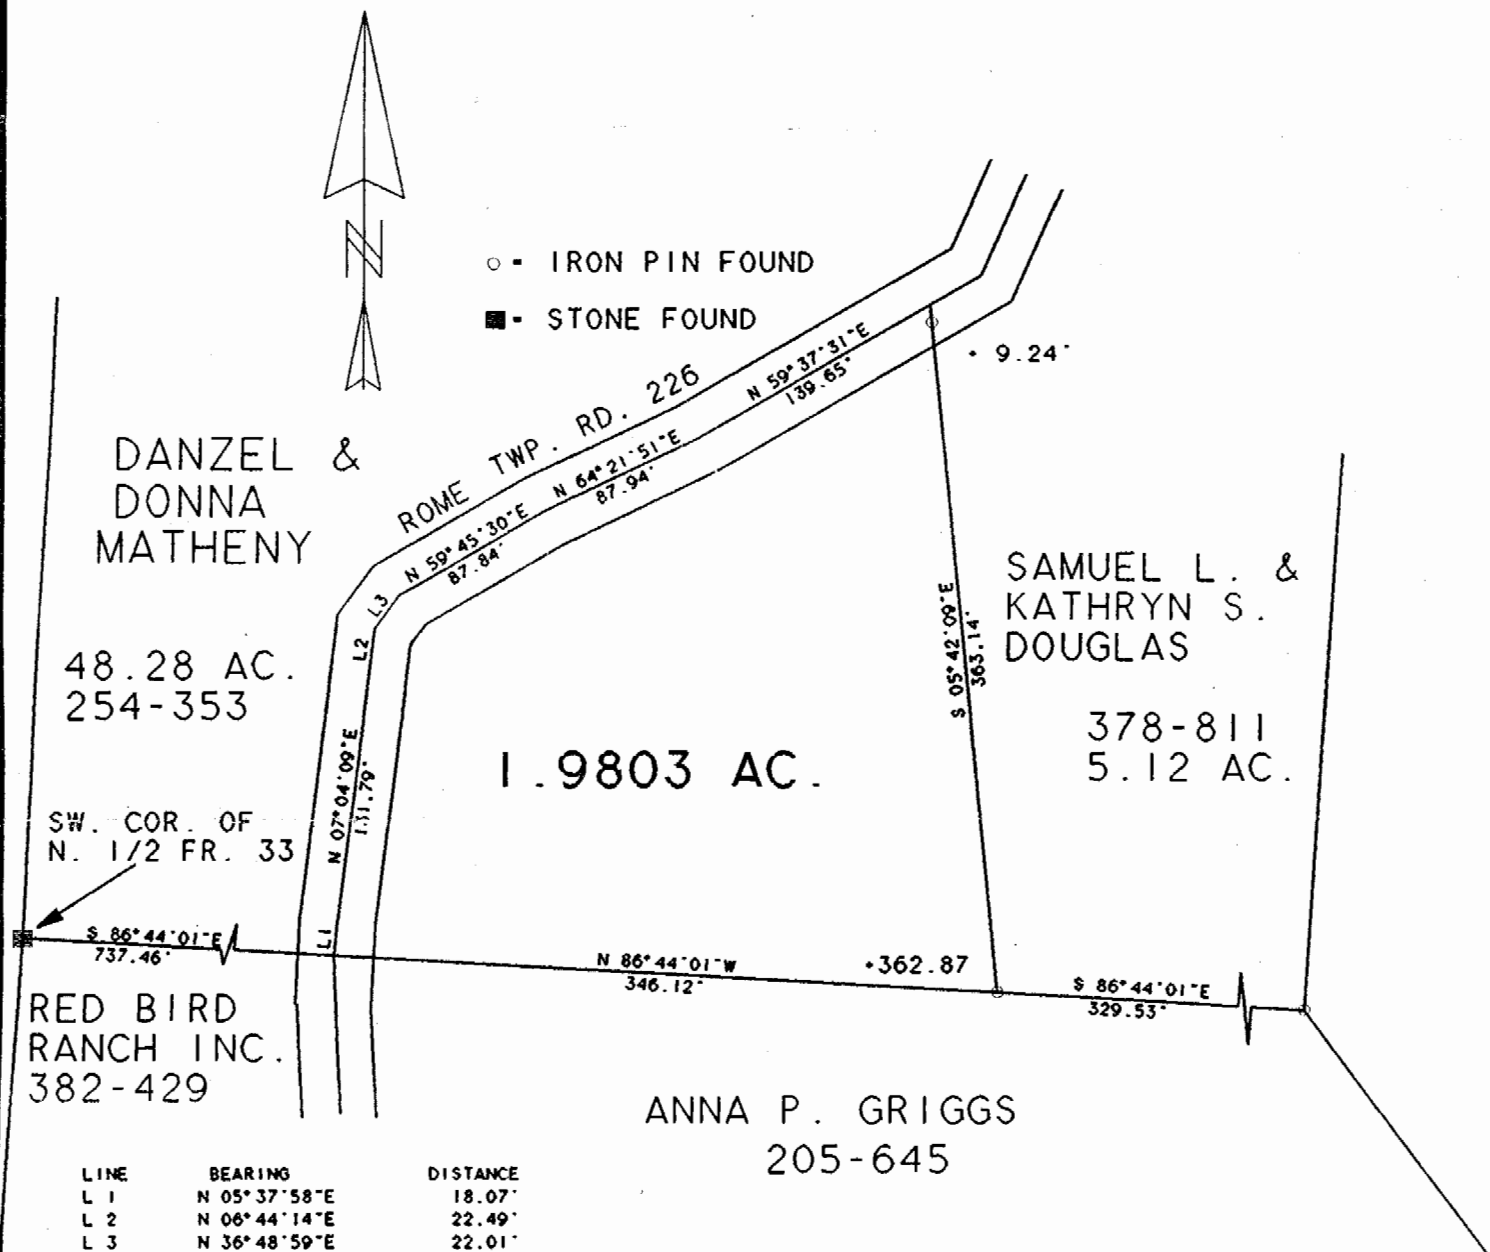 N
○ - IRON PIN FOUND
■ - STONE FOUND
ROME TWP. RD. 226
N 59°37'31"E
139.65'
+ 9.24'
N 64°21'51"E
87.94'
N 59°45'30"E
87.84'
L3
L2
DANZEL &
DONNA
MATHENY
48.28 AC.
254-353
SAMUEL L. &
KATHRYN S.
DOUGLAS
378-811
5.12 AC.
S 05°42'09"E
363.14'
1.9803 AC.
N 07°04'09"E
131.79'
SW. COR. OF
N. 1/2 FR. 33
L1
S 86°44'01"E
737.46'
N 86°44'01"W
346.12'
+362.87
S 86°44'01"E
329.53'
RED BIRD
RANCH INC.
382-429
ANNA P. GRIGGS
205-645
LINE BEARING DISTANCE
L 1 N 05°37'58"E 18.07'
L 2 N 06°44'14"E 22.49'
L 3 N 36°48'59"E 22.01'